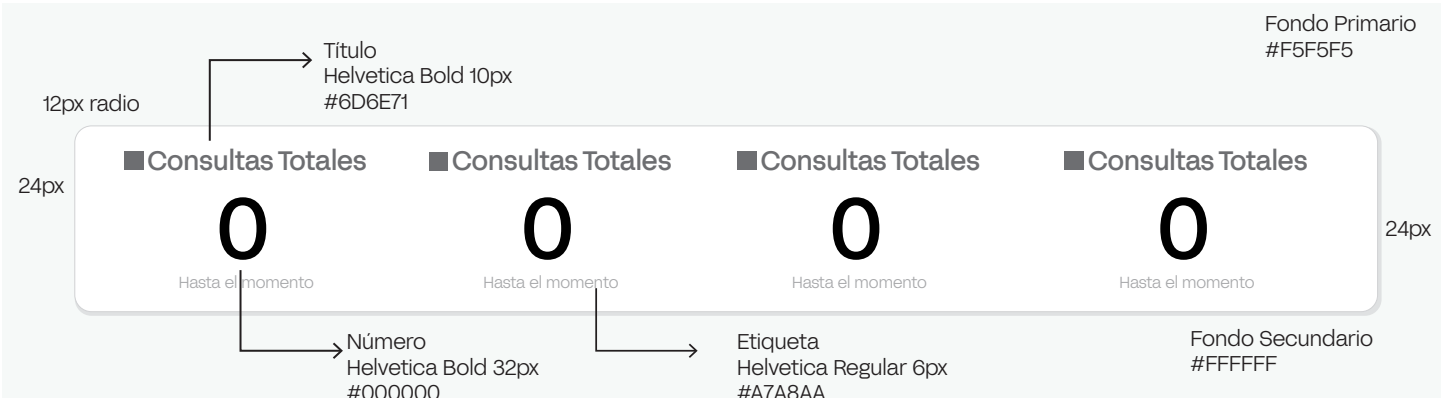 Fondo Primario
#F5F5F5
Título
Helvetica Bold 10px
#6D6E71
12px radio
Consultas Totales
Consultas Totales
Consultas Totales
Consultas Totales
24px
0
0
0
0
24px
Hasta el momento
Hasta el momento
Hasta el momento
Hasta el momento
Número
Helvetica Bold 32px
#000000
Etiqueta
Helvetica Regular 6px
#A7A8AA
Fondo Secundario
#FFFFFF